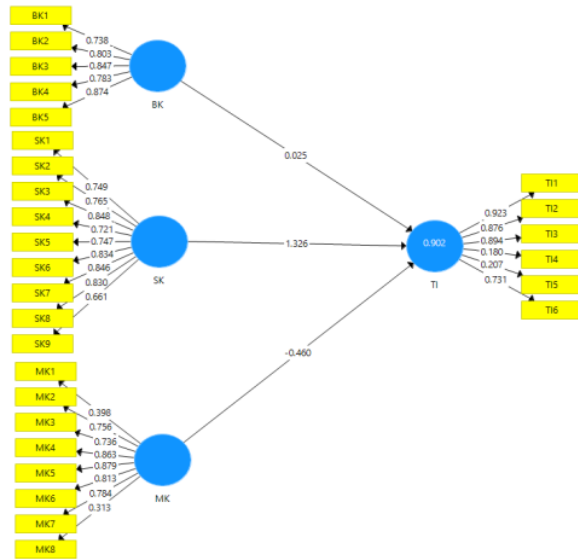 BK1
BK2
BK3
BK4
BK5
0.738
0.803
0.847
0.783
0.874
BK
SK1
SK2
SK3
SK4
SK5
SK6
SK7
SK8
SK9
0.749
0.765
0.848
0.721
0.747
0.834
0.846
0.830
0.661
SK
MK1
MK2
MK3
MK4
MK5
MK6
MK7
MK8
0.398
0.756
0.736
0.863
0.879
0.813
0.784
0.313
MK
0.025
1.326
-0.460
0.902
TI
0.923
0.876
0.894
0.180
0.207
0.731
TI1
TI2
TI3
TI4
TI5
TI6